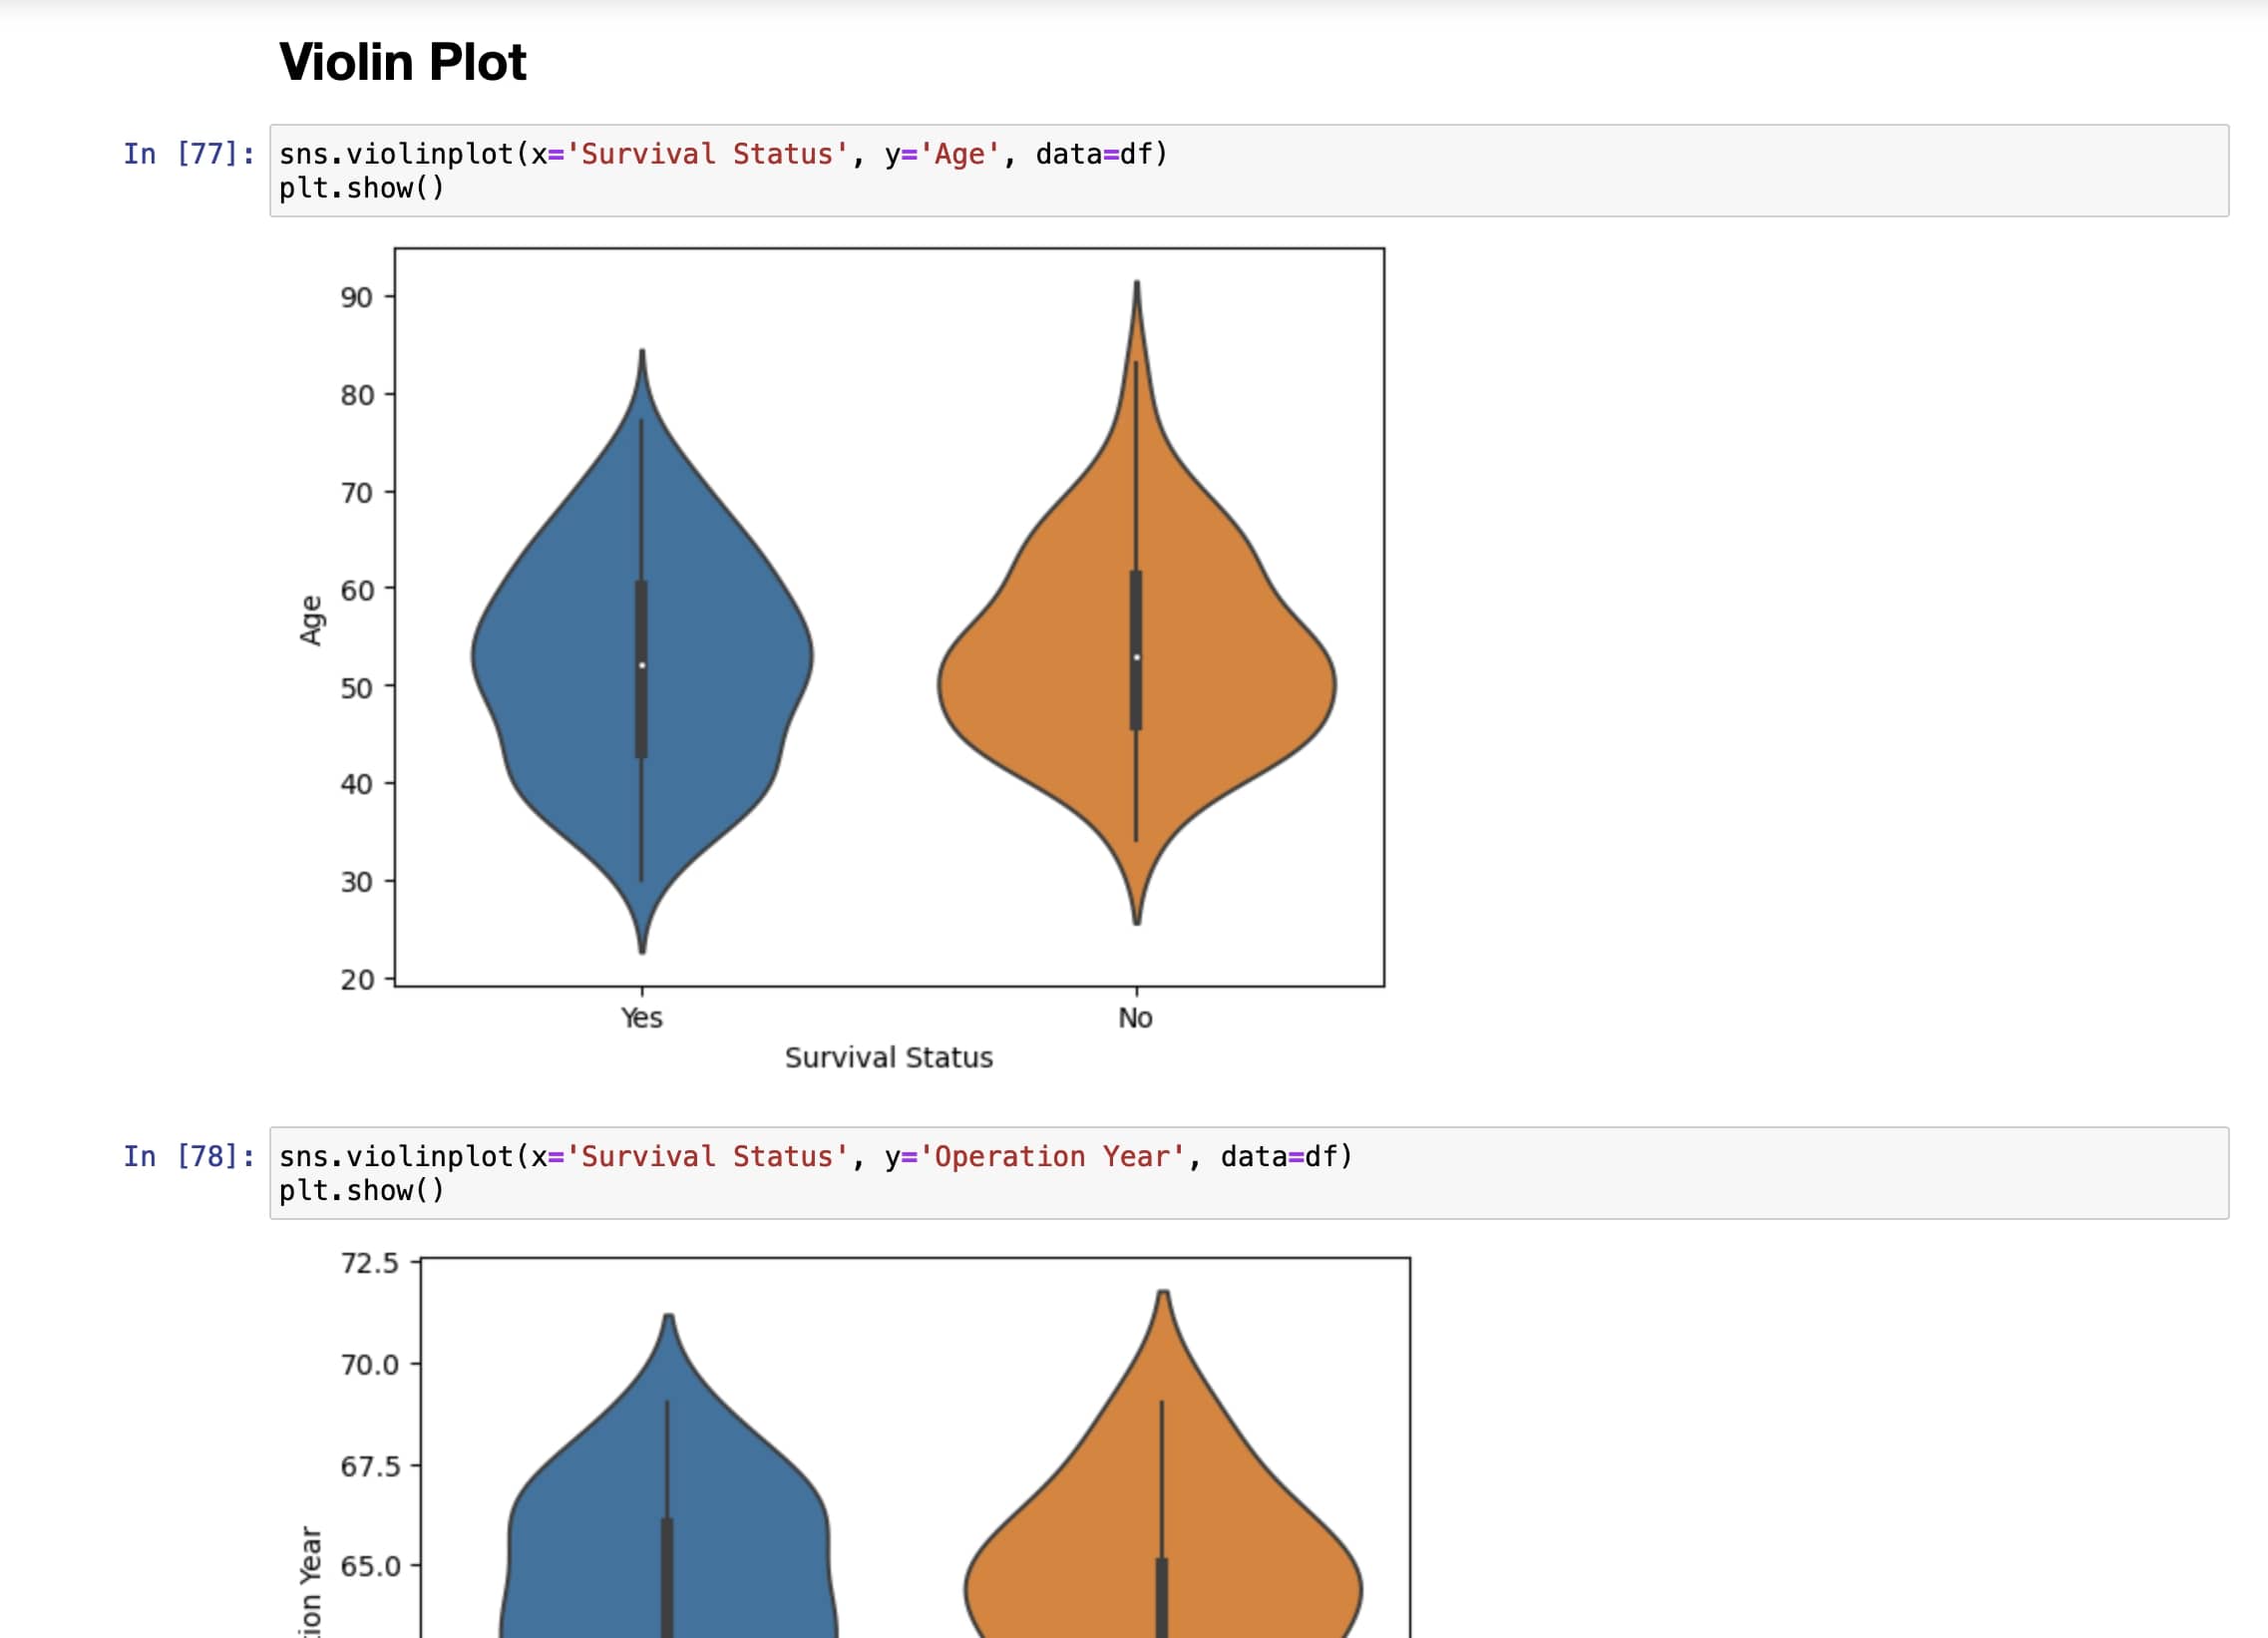 Violin Plot
In [77]: sns.violinplot(x='Survival Status', y='Age', data=df)
plt.show()
90
80
70
60
50
40
30
20
Age
Yes No
Survival Status
In [78]: sns.violinplot(x='Survival Status', y='Operation Year', data=df)
plt.show()
72.5
70.0
67.5
65.0
Year